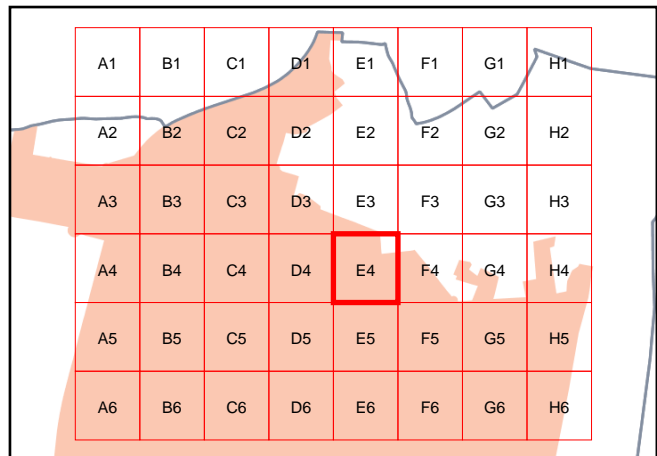 A1 B1 C1 D1 E1 F1 G1 H1
A2 B2 C2 D2 E2 F2 G2 H2
A3 B3 C3 D3 E3 F3 G3 H3
A4 B4 C4 D4 E4 F4 G4 H4
A5 B5 C5 D5 E5 F5 G5 H5
A6 B6 C6 D6 E6 F6 G6 H6